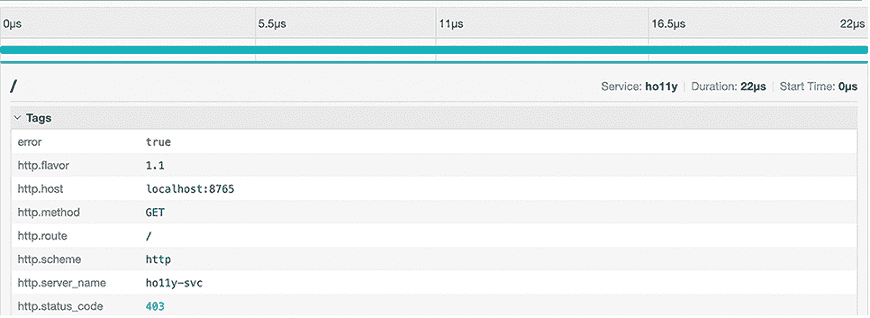 0μs 5.5μs 11μs 16.5μs 22μs
/ Service: ho11y Duration: 22μs Start Time: 0μs
Tags
error true
http.flavor 1.1
http.host localhost:8765
http.method GET
http.route /
http.scheme http
http.server_name ho11y-svc
http.status_code 403